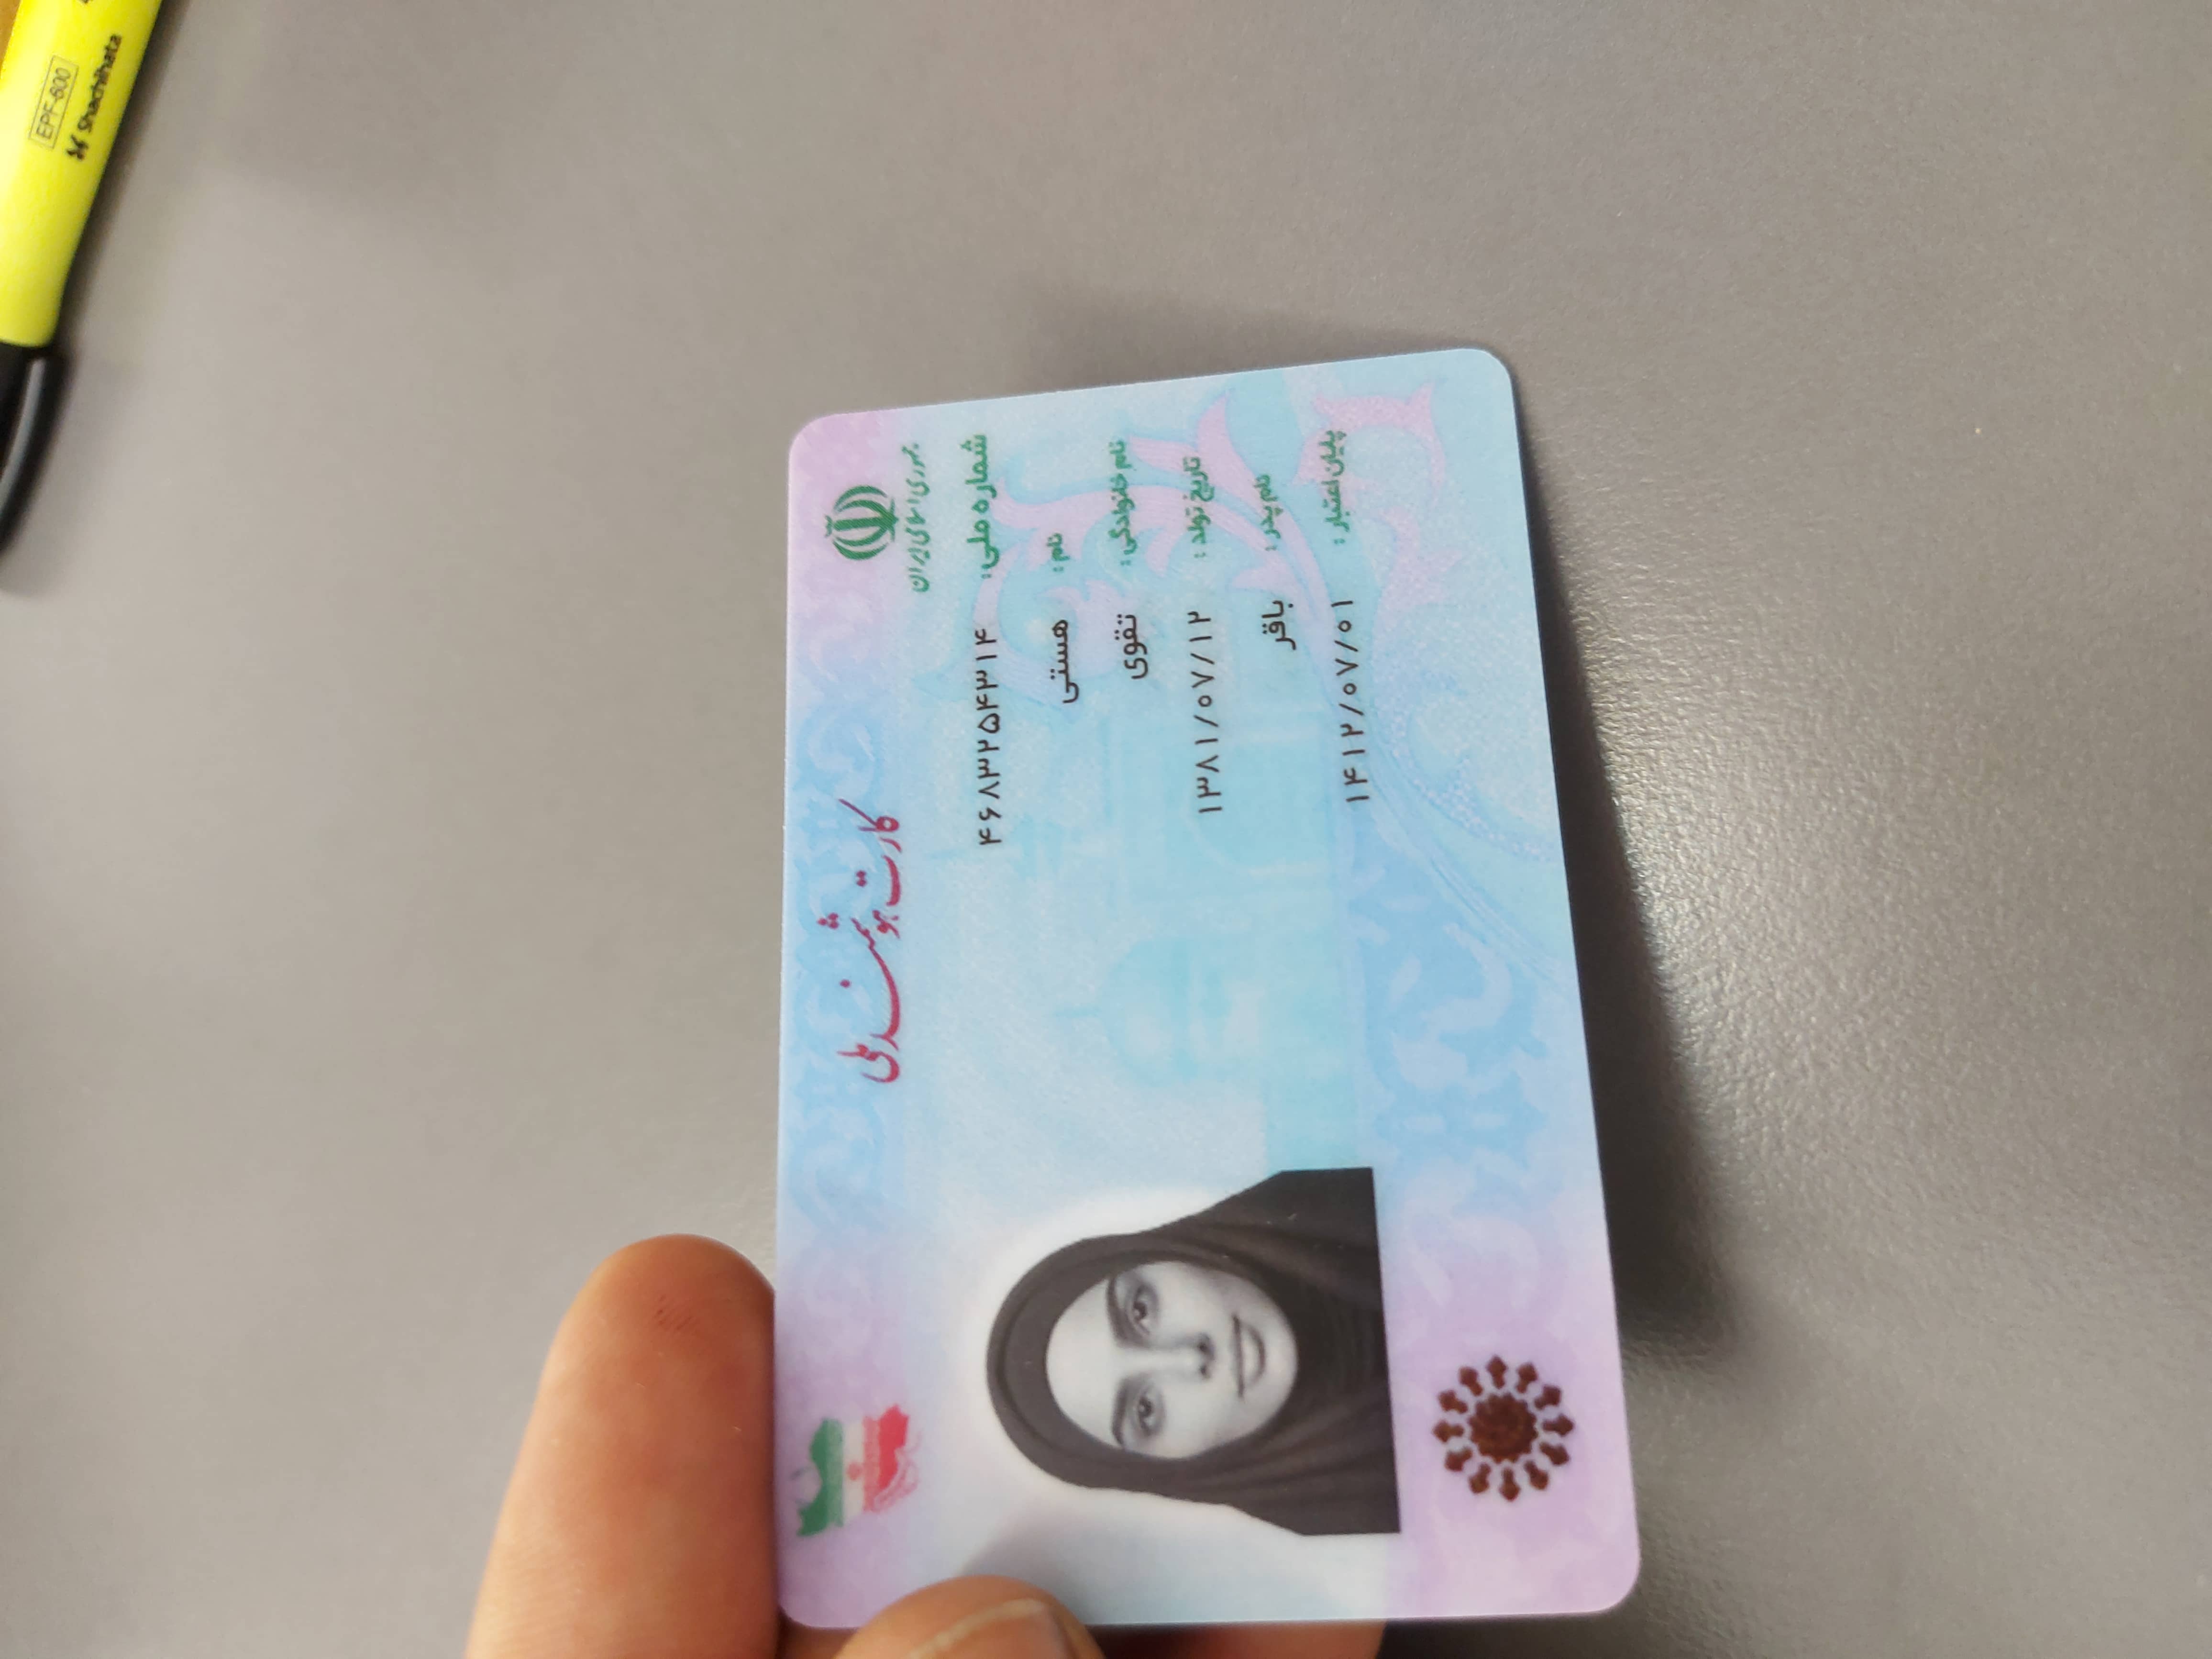 جمهوری اسلامی ایران
کارت هوشمند ملی
شماره ملی: ۴۶۸۳۲۵۴۳۱۴
نام: هستی
نام خانوادگی: تقوی
تاریخ تولد: ۱۳۸۱/۰۷/۱۲
نام پدر: باقر
پایان اعتبار: ۱۴۱۲/۰۷/۰۱
EPF-600
Shachihata